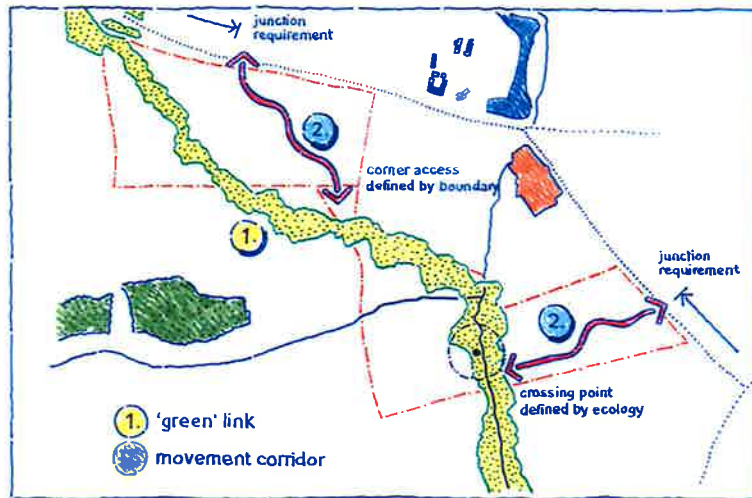 junction
requirement
2.
corner access
defined by boundary
1.
junction
requirement
2.
crossing point
defined by ecology
1. 'green' link
movement corridor